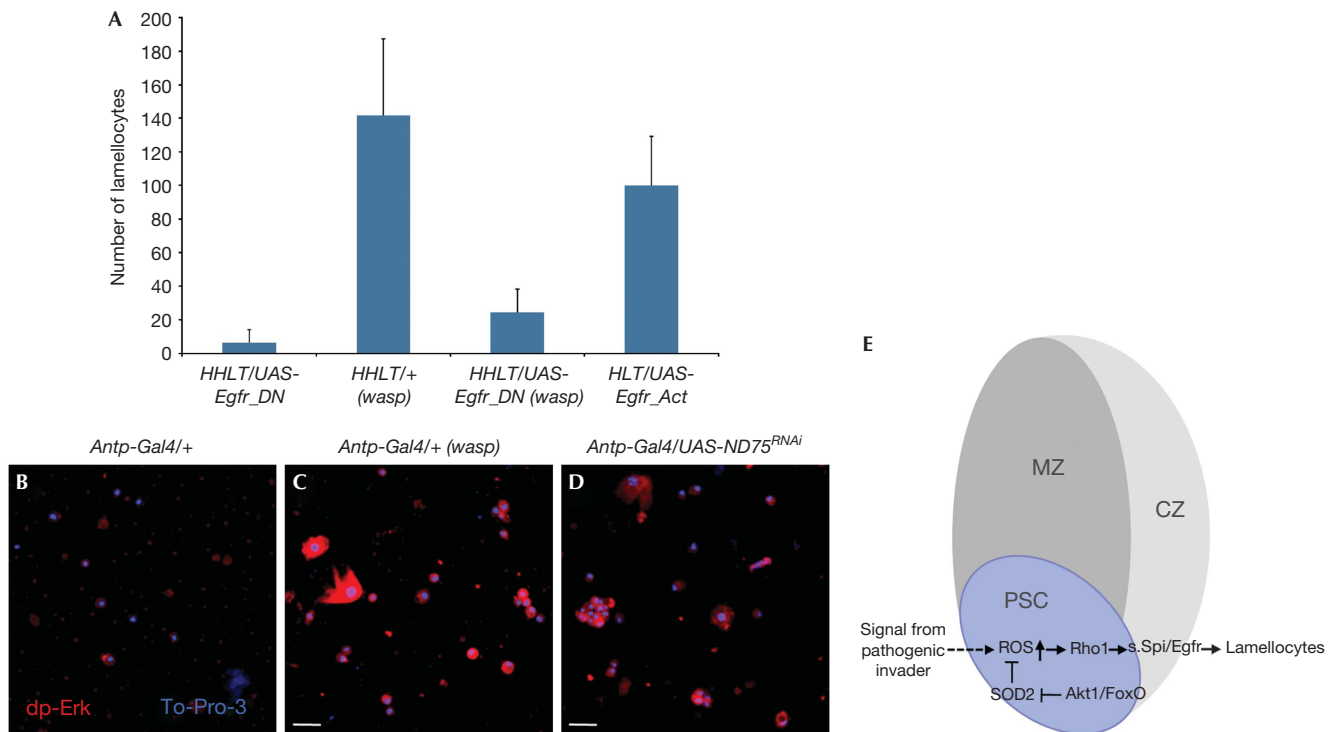 A
200
180
160
140
120
100
80
60
40
20
0
Number of lamellocytes
HHLT/UAS-
Egfr_DN
HHLT/+
(wasp)
HHLT/UAS-
Egfr_DN (wasp)
HLT/UAS-
Egfr_Act
Antp-Gal4/+
Antp-Gal4/+ (wasp)
Antp-Gal4/UAS-ND75RNAi
B
dp-Erk
To-Pro-3
C
D
E
MZ
CZ
PSC
Signal from
pathogenic
invader
ROS
Rho1
s.Spi/Egfr
Lamellocytes
SOD2
Akt1/FoxO